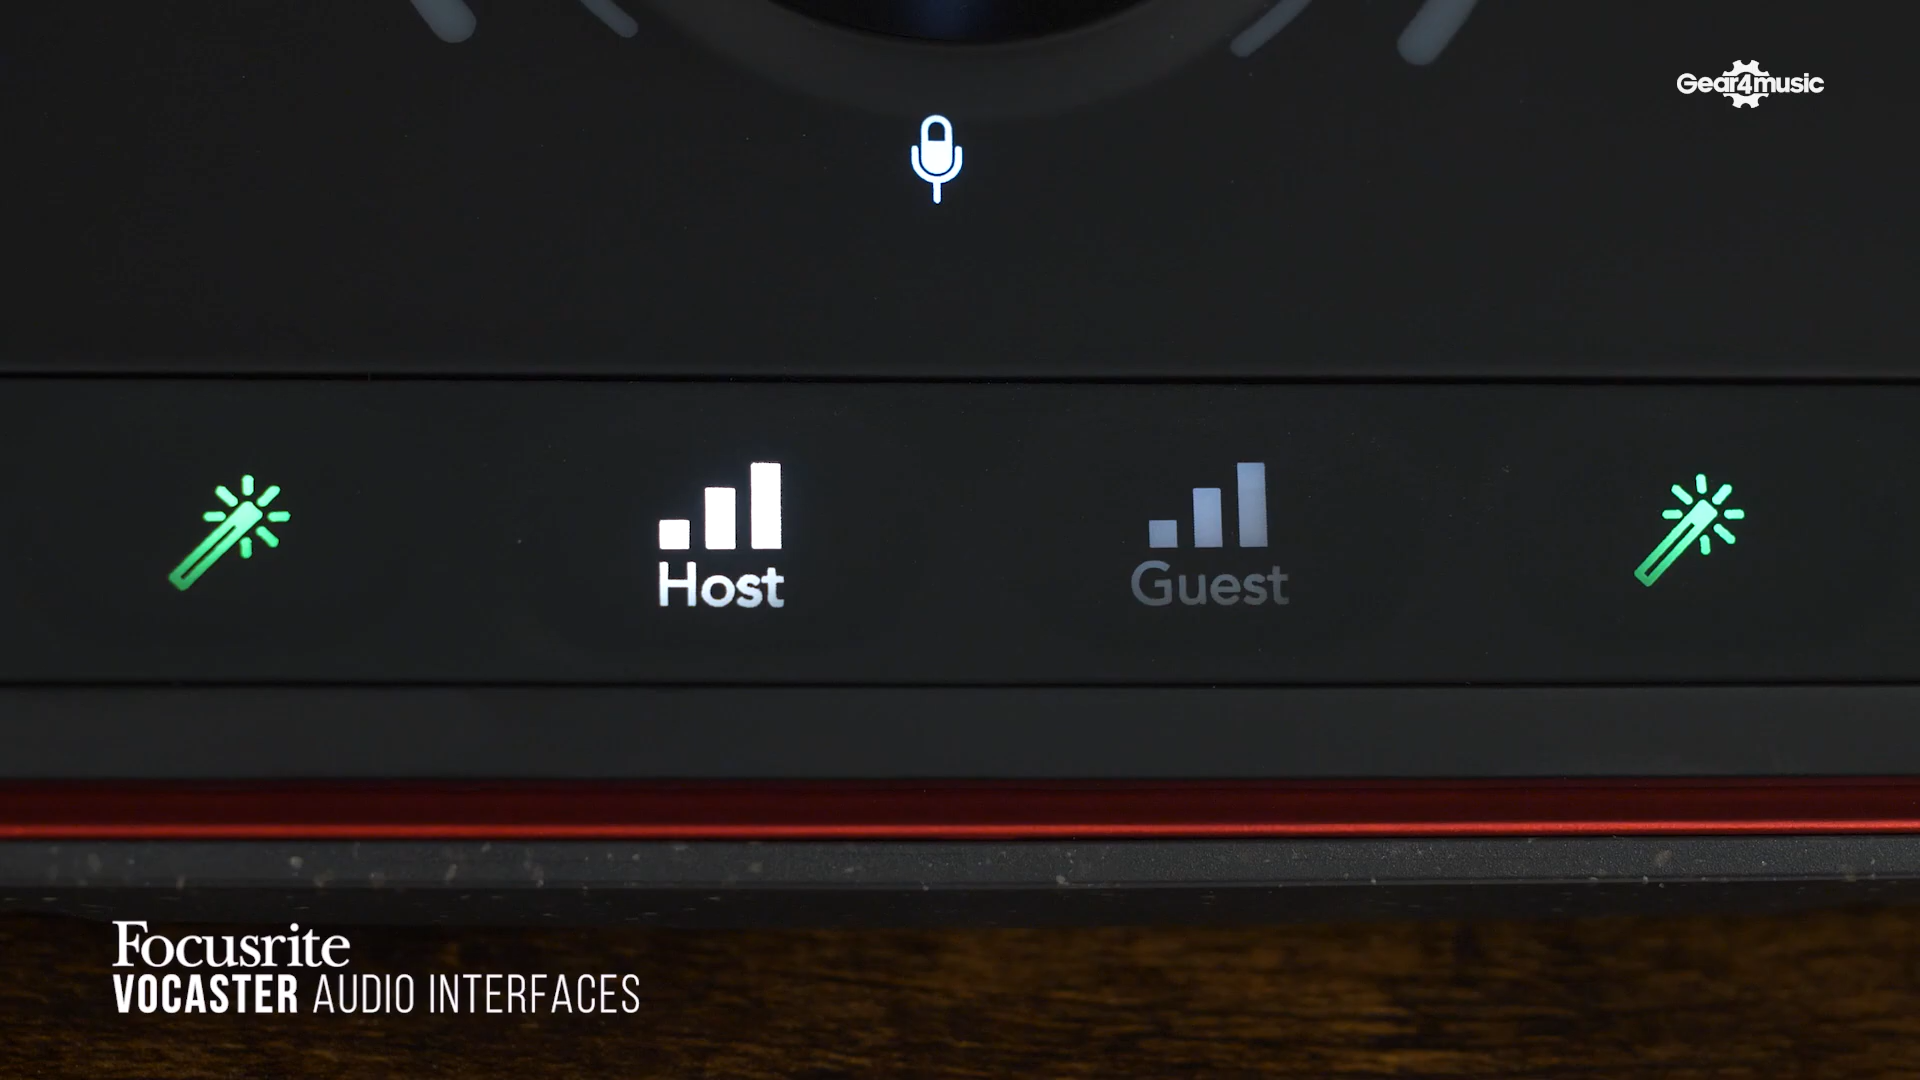 Gear4music
Host
Guest
Focusrite
VOCASTER AUDIO INTERFACES